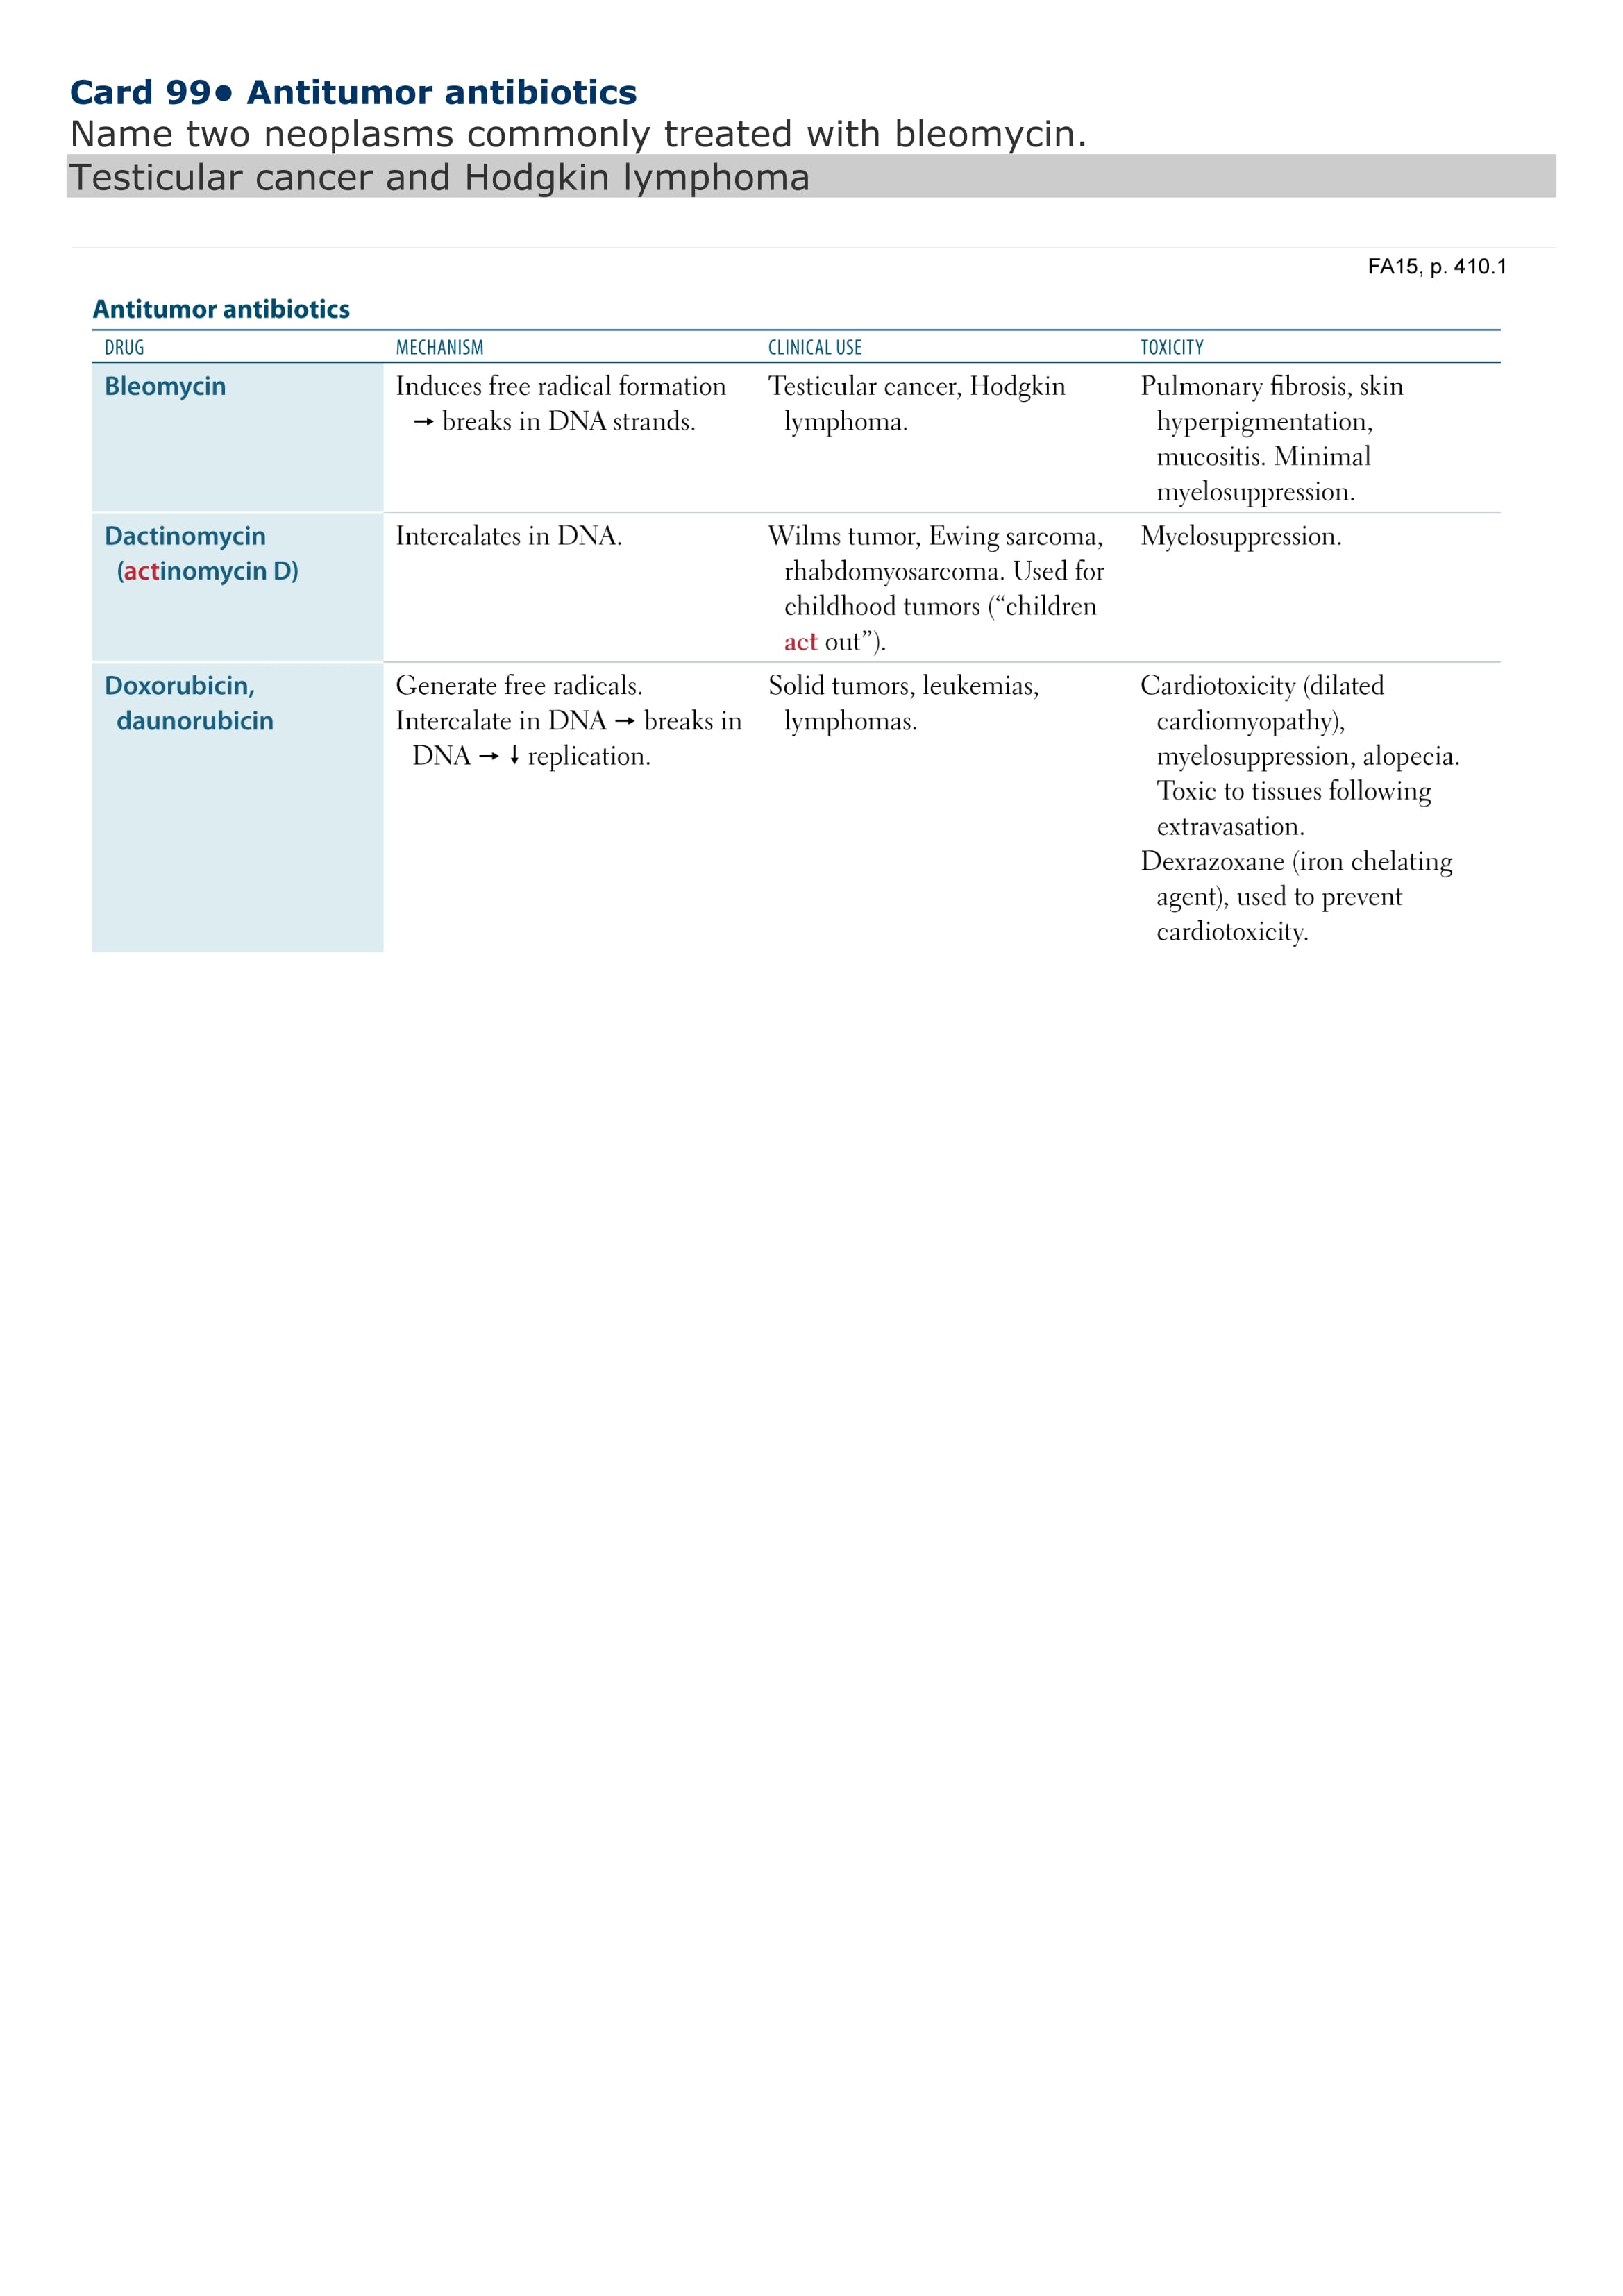 Card 99• Antitumor antibiotics
Name two neoplasms commonly treated with bleomycin.
Testicular cancer and Hodgkin lymphoma
FA15, p. 410.1
Antitumor antibiotics
DRUG MECHANISM CLINICAL USE TOXICITY
Bleomycin Induces free radical formation Testicular cancer, Hodgkin Pulmonary fibrosis, skin
→ breaks in DNA strands. lymphoma. hyperpigmentation,
mucositis. Minimal
myelosuppression.
Dactinomycin Intercalates in DNA. Wilms tumor, Ewing sarcoma, Myelosuppression.
(actinomycin D) rhabdomyosarcoma. Used for
childhood tumors (“children
act out”).
Doxorubicin, Generate free radicals. Solid tumors, leukemias, Cardiotoxicity (dilated
daunorubicin Intercalate in DNA → breaks in lymphomas. cardiomyopathy),
DNA → ↓ replication. myelosuppression, alopecia.
Toxic to tissues following
extravasation.
Dexrazoxane (iron chelating
agent), used to prevent
cardiotoxicity.